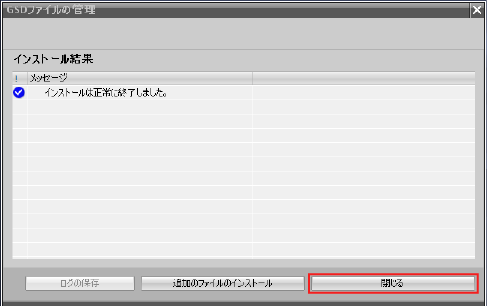 GSDファイルの管理
インストール結果
! メッセージ
インストールは正常に終了しました。
ログの保存 追加のファイルのインストール 閉じる